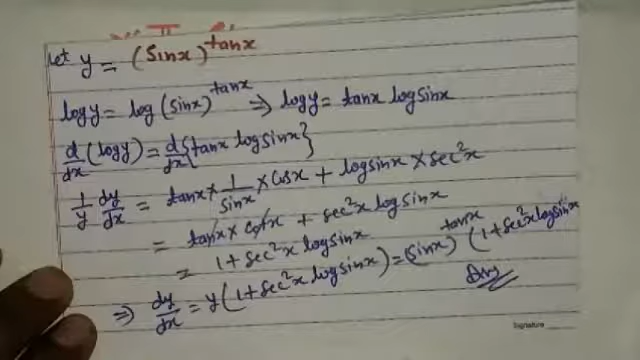 Let y = (sinx)^tanx
logy = log(sinx)^tanx ⇒ logy = tanx logsinx
d/dx (logy) = d/dx {tanx logsinx}
1/y dy/dx = tanx × 1/sinx × cosx + logsinx × sec²x
= tanx × cotx + sec²x logsinx
= 1 + sec²x logsinx
⇒ dy/dx = y(1 + sec²x logsinx) = (sinx)^tanx (1 + sec²x logsinx
Ans
Signature